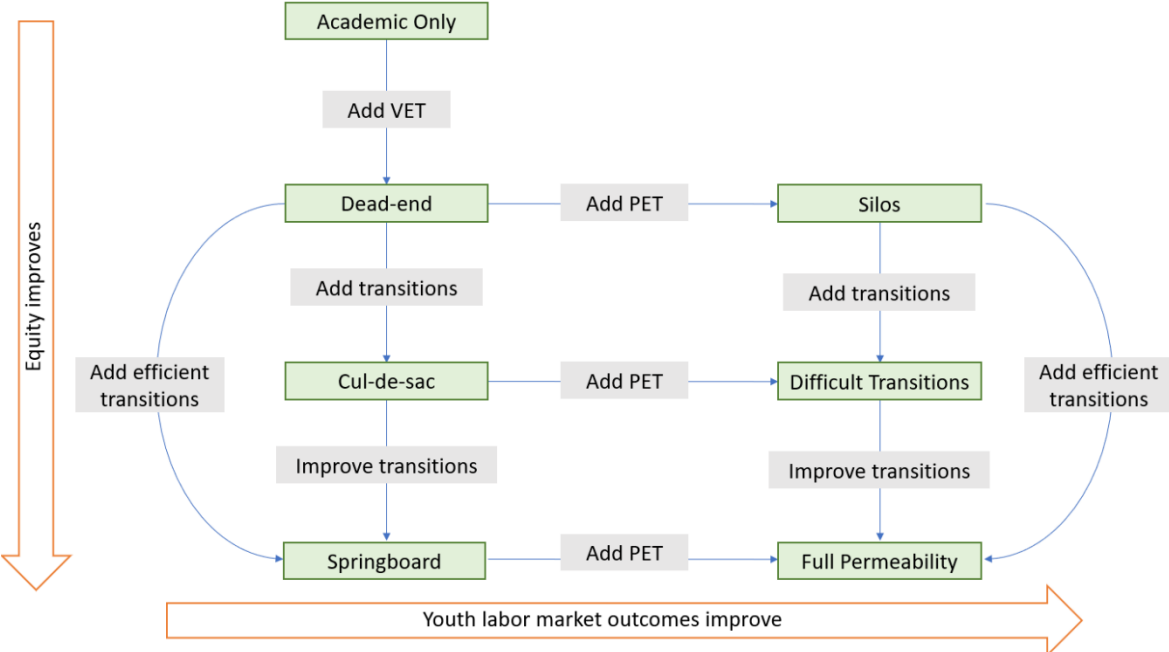 Academic Only
Add VET
Dead-end
Add PET
Silos
Equity improves
Add transitions
Add transitions
Add efficient
transitions
Cul-de-sac
Add PET
Difficult Transitions
Add efficient
transitions
Improve transitions
Improve transitions
Springboard
Add PET
Full Permeability
Youth labor market outcomes improve